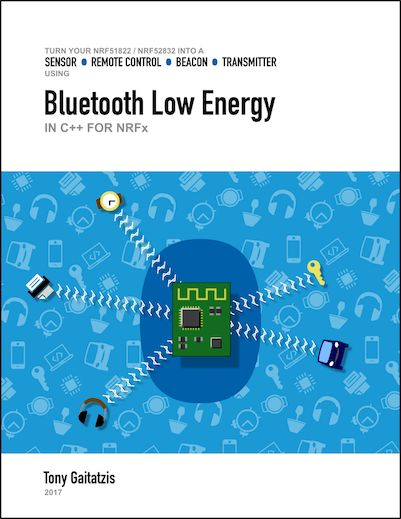 TURN YOUR NRF51822 / NRF52832 INTO A
SENSOR • REMOTE CONTROL • BEACON • TRANSMITTER
USING
Bluetooth Low Energy
IN C++ FOR NRFx
Tony Gaitatzis
2017